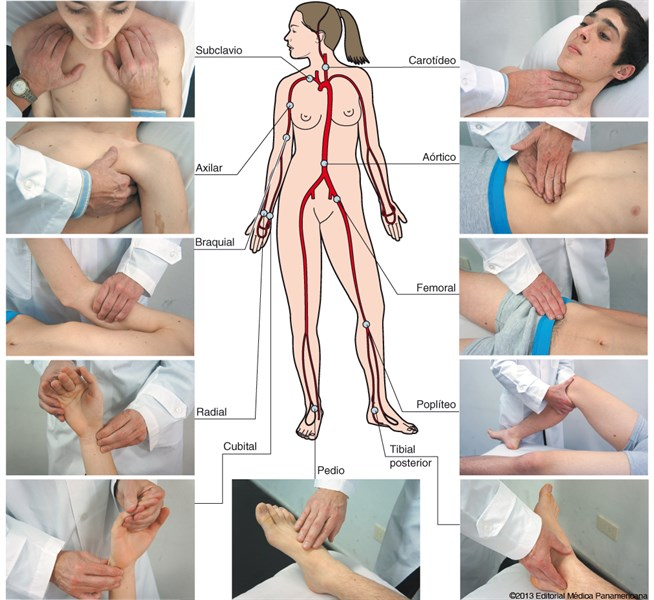 Subclavio
Carotídeo
Axilar
Aórtico
Braquial
Femoral
Radial
Poplíteo
Cubital
Tibial
posterior
Pedio
©2013 Editorial Médica Panamericana